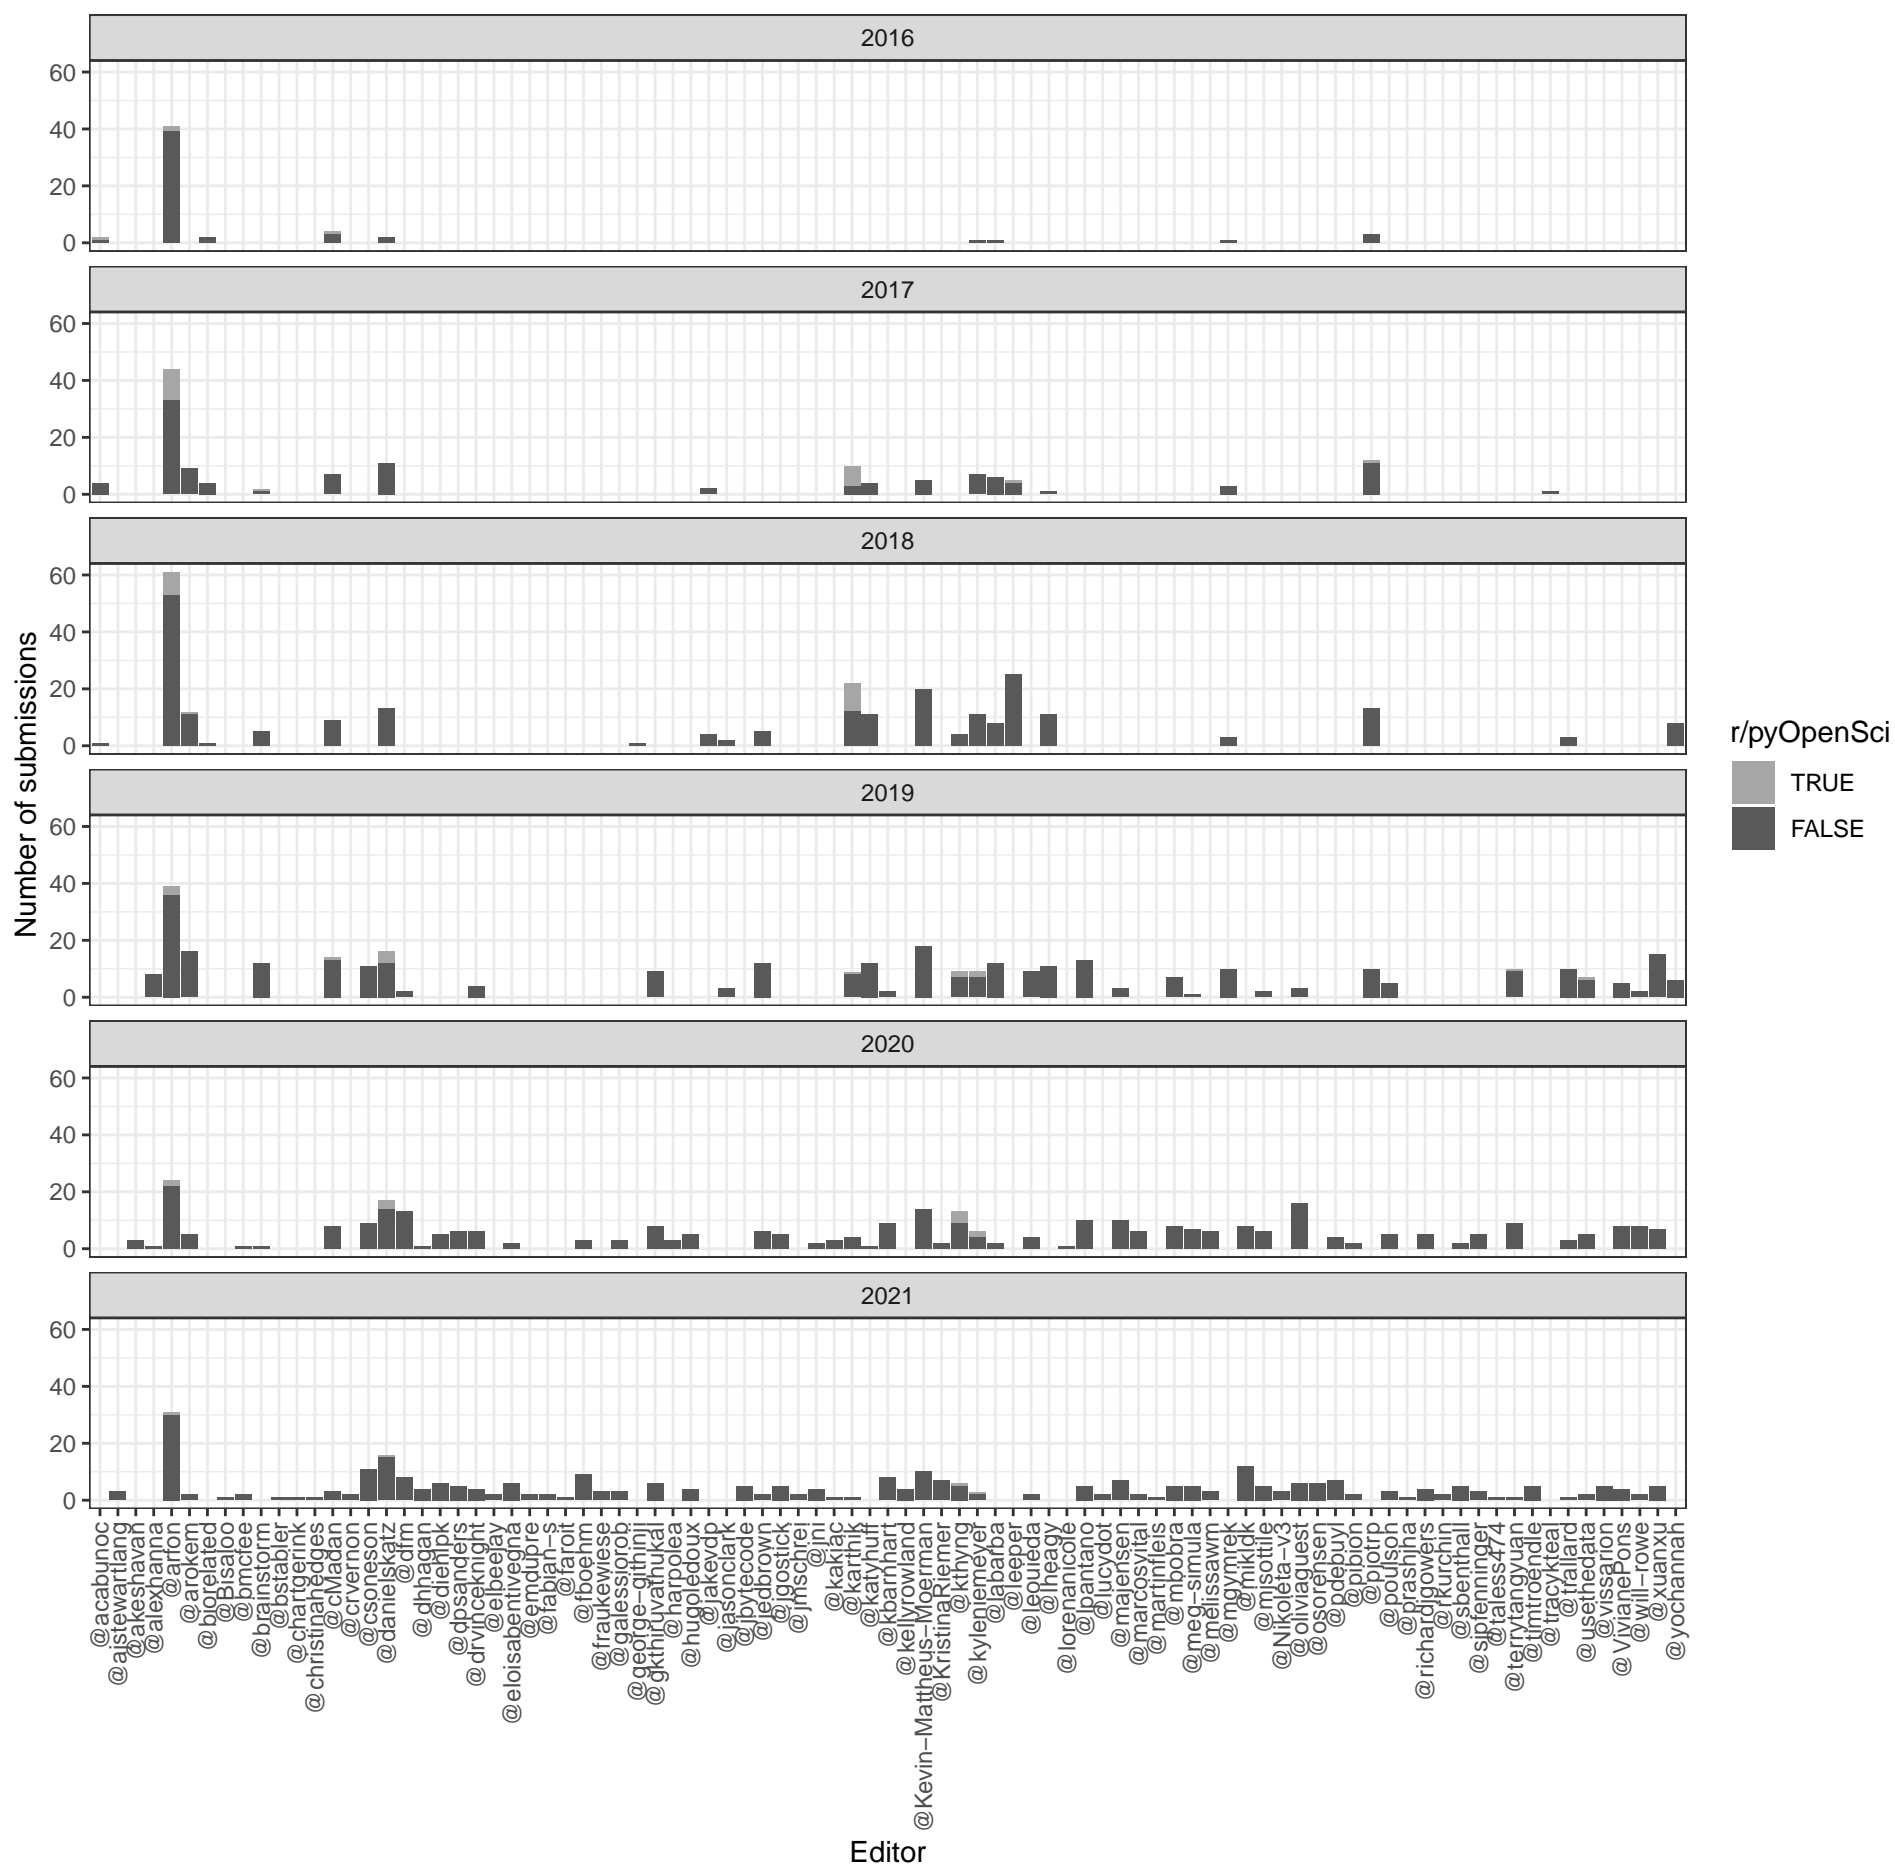 2016
60
40
20
0
2017
60
40
20
0
2018
60
40
20
0
2019
60
40
20
0
2020
60
40
20
0
2021
60
40
20
0
Number of submissions
@acabunoc
@ajstewartlang
@akeshavan
@alexhanna
@arfon
@arokem
@biorelated
@Bisaloo
@bmcfee
@brainstorm
@bstabler
@chartgerink
@christinahedges
@cMadan
@crvernon
@csoneson
@danielskatz
@dfm
@dhhagan
@diehlpk
@dpsanders
@drvinceknight
@elbeejay
@eloisabentivegna
@emdupre
@fabian-s
@faroit
@fboehm
@fraukewiese
@galessiorob
@george-githinji
@gkthiruvathukal
@harpolea
@hugoledoux
@jakevdp
@jasonclark
@jbytecode
@jedbrown
@jgostick
@jmschrei
@jni
@kakiac
@karthik
@katyhuff
@kbarnhart
@kellyrowland
@Kevin-Mattheus-Moerman
@KristinaRiemer
@kthyng
@kyleniemeyer
@labarba
@leeper
@leouieda
@lheagy
@lorenanicole
@lpantano
@lucydot
@majensen
@marcosvital
@martinfleis
@mbobra
@meg-simula
@melissawm
@mgymrek
@mikldk
@mjsottile
@Nikoleta-v3
@oliviaguest
@osorensen
@pdebuyl
@pibion
@pjotrp
@poulson
@prashjha
@richardjgowers
@rkurchin
@sbenthall
@sjpfenninger
@taless474
@terrytangyuan
@timtroendle
@tracykteal
@trallard
@usethedata
@vissarion
@VivianePons
@will-rowe
@xuanxu
@yochannah
Editor
r/pyOpenSci
TRUE
FALSE